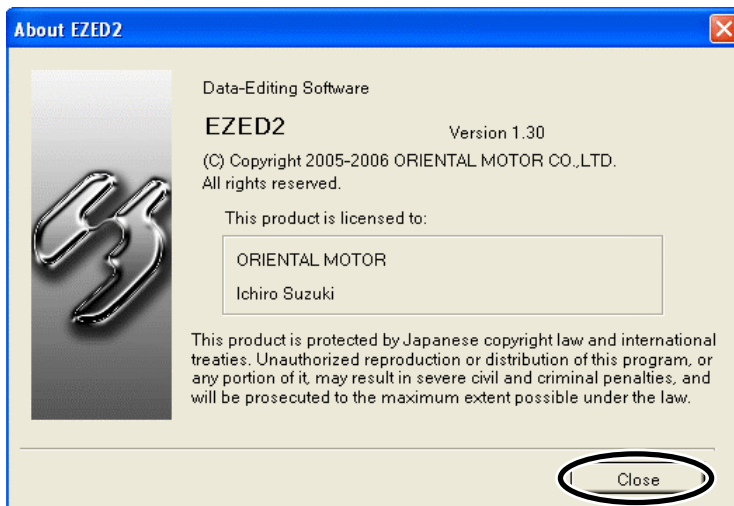 About EZED2
Data-Editing Software
EZED2 Version 1.30
(C) Copyright 2005-2006 ORIENTAL MOTOR CO.,LTD.
All rights reserved.
This product is licensed to:
ORIENTAL MOTOR
Ichiro Suzuki
This product is protected by Japanese copyright law and international
treaties. Unauthorized reproduction or distribution of this program, or
any portion of it, may result in severe civil and criminal penalties, and
will be prosecuted to the maximum extent possible under the law.
Close